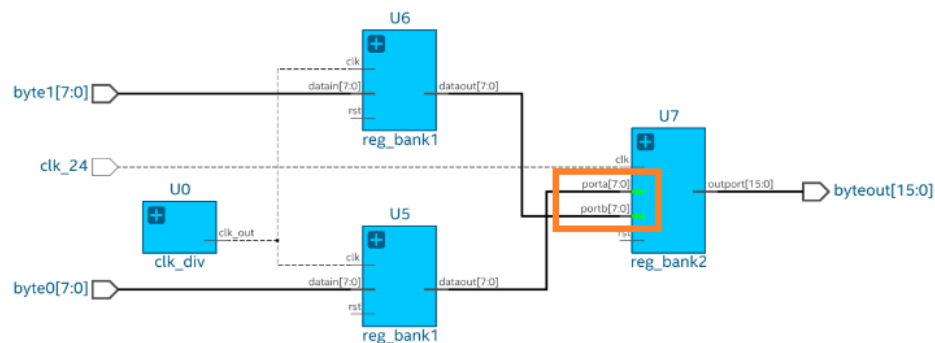 U6
clk
byte1[7:0]
datain[7:0]
dataout[7:0]
rst
reg_bank1
U7
clk_24
clk
porta[7:0]
outport[15:0]
byteout[15:0]
portb[7:0]
rst
reg_bank2
U0
clk_out
clk_div
U5
clk
byte0[7:0]
datain[7:0]
dataout[7:0]
rst
reg_bank1